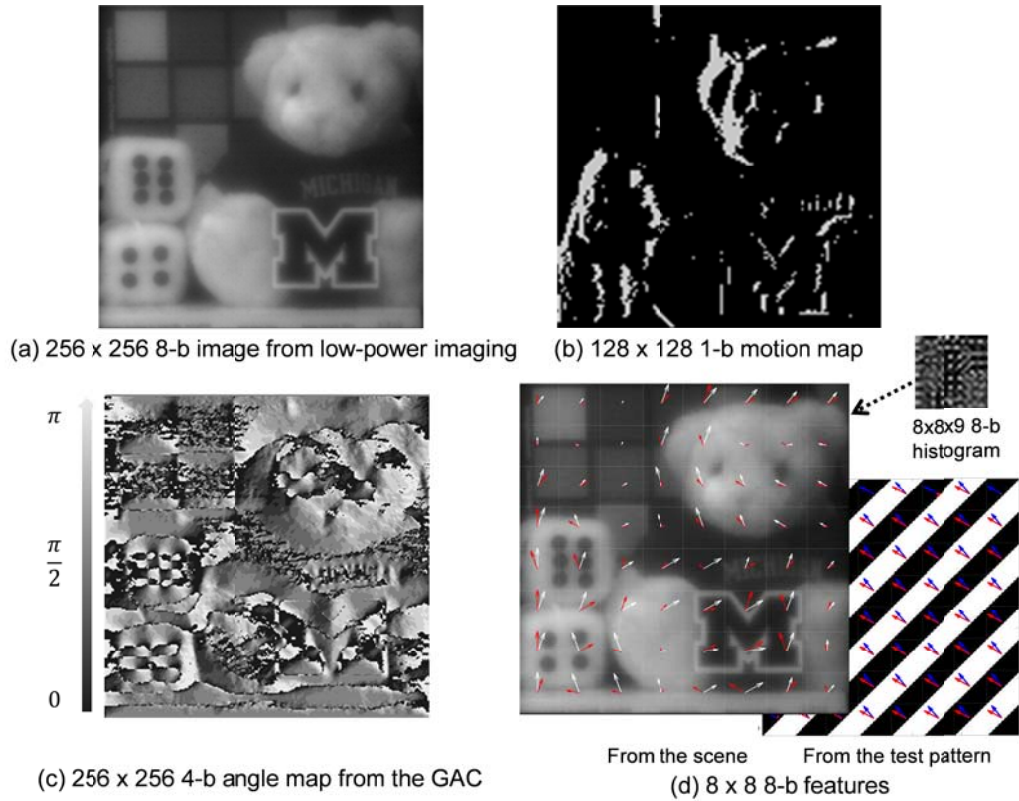 MICHIGAN
M
(a) 256 x 256 8-b image from low-power imaging
(b) 128 x 128 1-b motion map
π
π
2
0
8x8x9 8-b
histogram
MICHIGAN
M
From the scene
From the test pattern
(c) 256 x 256 4-b angle map from the GAC
(d) 8 x 8 8-b features